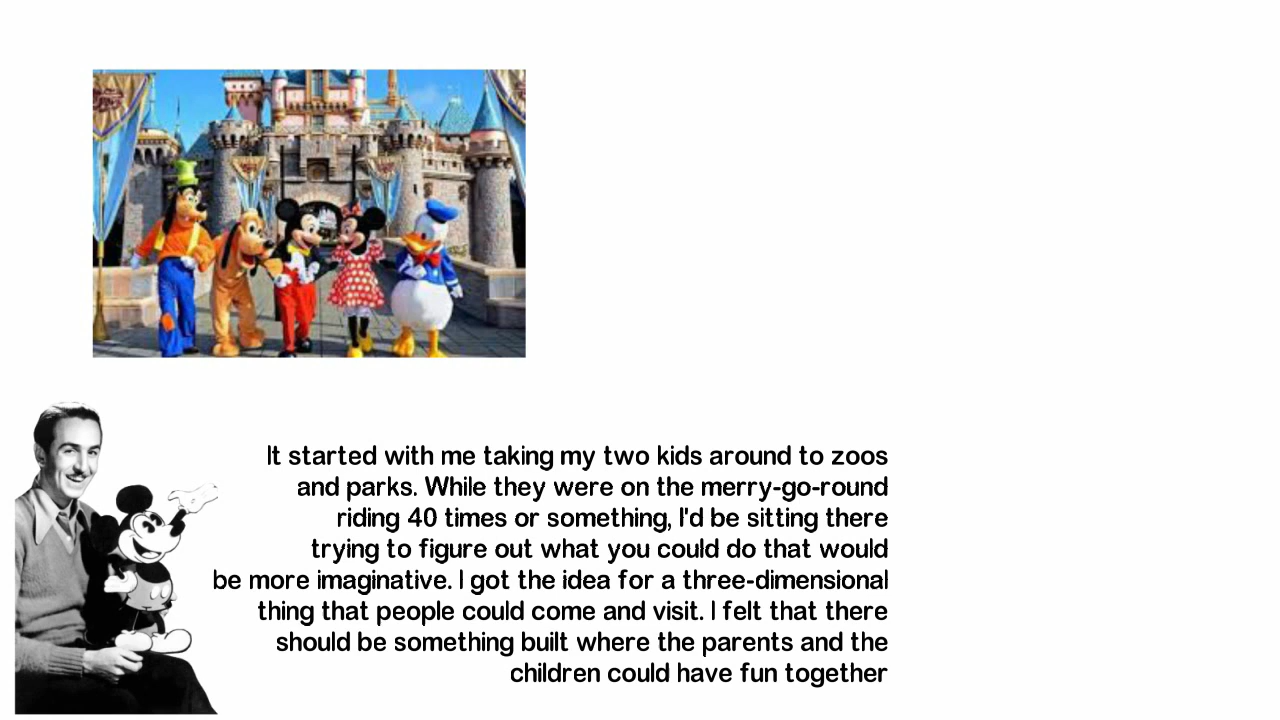 It started with me taking my two kids around to zoos
and parks. While they were on the merry-go-round
riding 40 times or something, I'd be sitting there
trying to figure out what you could do that would
be more imaginative. I got the idea for a three-dimensional
thing that people could come and visit. I felt that there
should be something built where the parents and the
children could have fun together